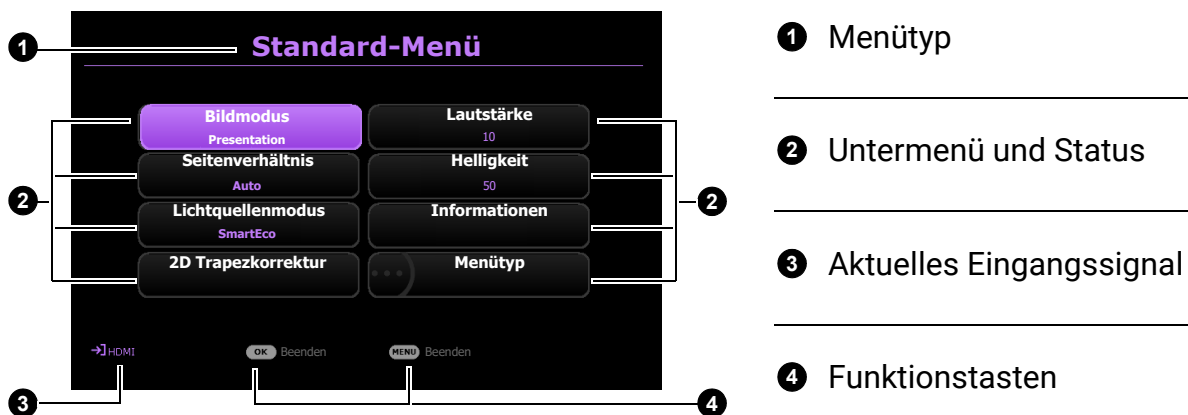 1 Standard-Menü
Bildmodus
Presentation
Lautstärke
10
Seitenverhältnis
Auto
Helligkeit
50
2
2
Lichtquellenmodus
SmartEco
Informationen
2D Trapezkorrektur
Menütyp
HDMI
OK Beenden
MENU Beenden
3
4
1 Menütyp
2 Untermenü und Status
3 Aktuelles Eingangssignal
4 Funktionstasten